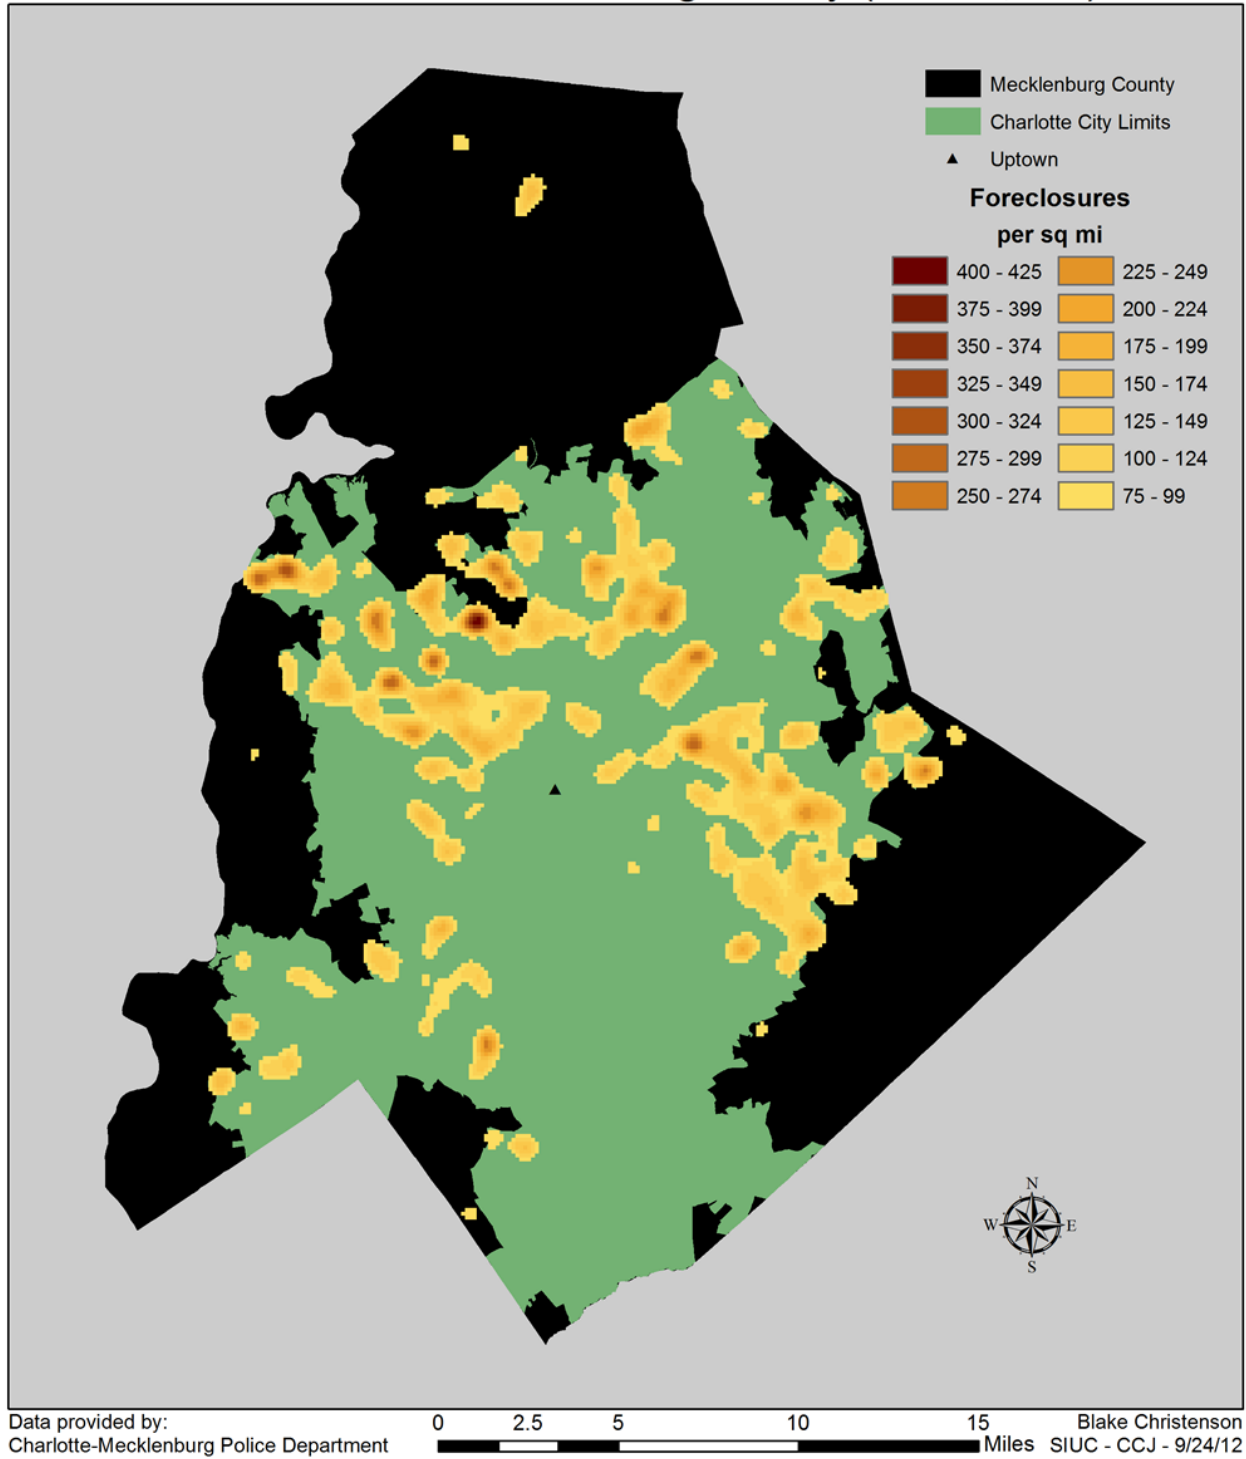 Mecklenburg County
Charlotte City Limits
Uptown
Foreclosures
per sq mi
400 - 425 225 - 249
375 - 399 200 - 224
350 - 374 175 - 199
325 - 349 150 - 174
300 - 324 125 - 149
275 - 299 100 - 124
250 - 274 75 - 99
N
W E
S
Data provided by:
Charlotte-Mecklenburg Police Department
0 2.5 5 10 15
Miles
Blake Christenson
SIUC - CCJ - 9/24/12